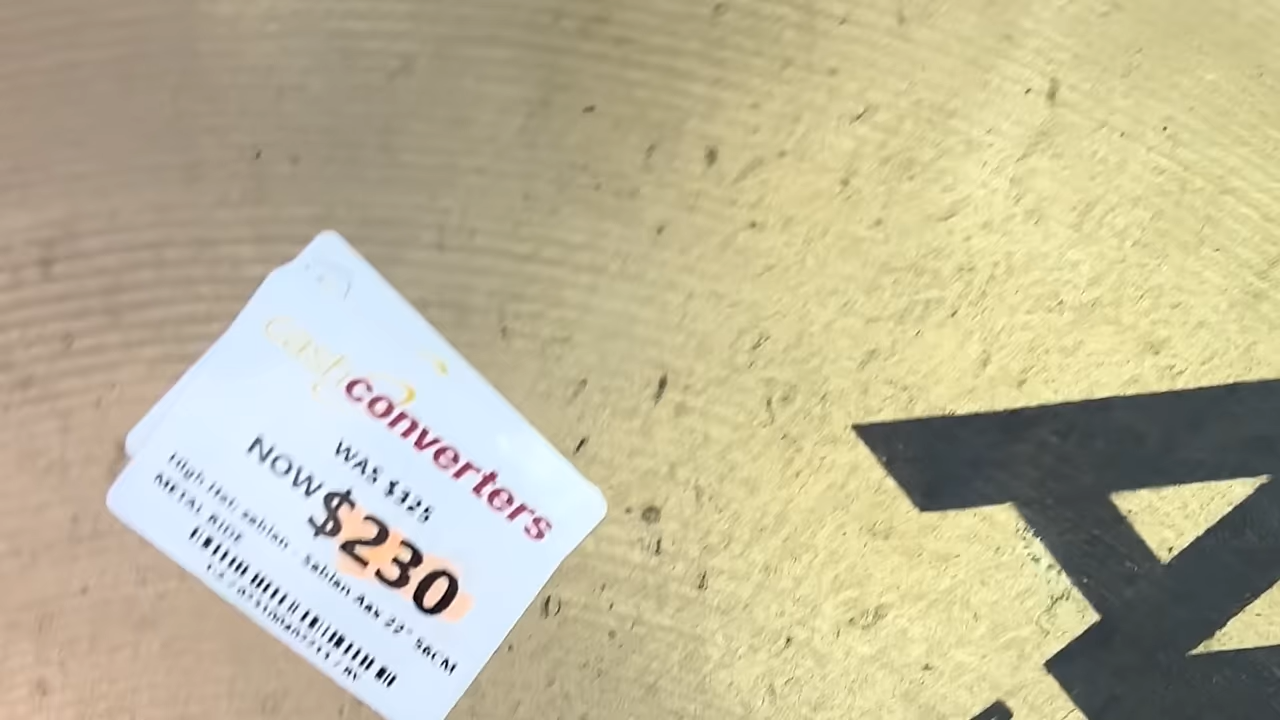 cash converters
WAS $325
NOW $230
High Hat Sabian - Sabian Aax 22" 56CM
METAL RIDE
A